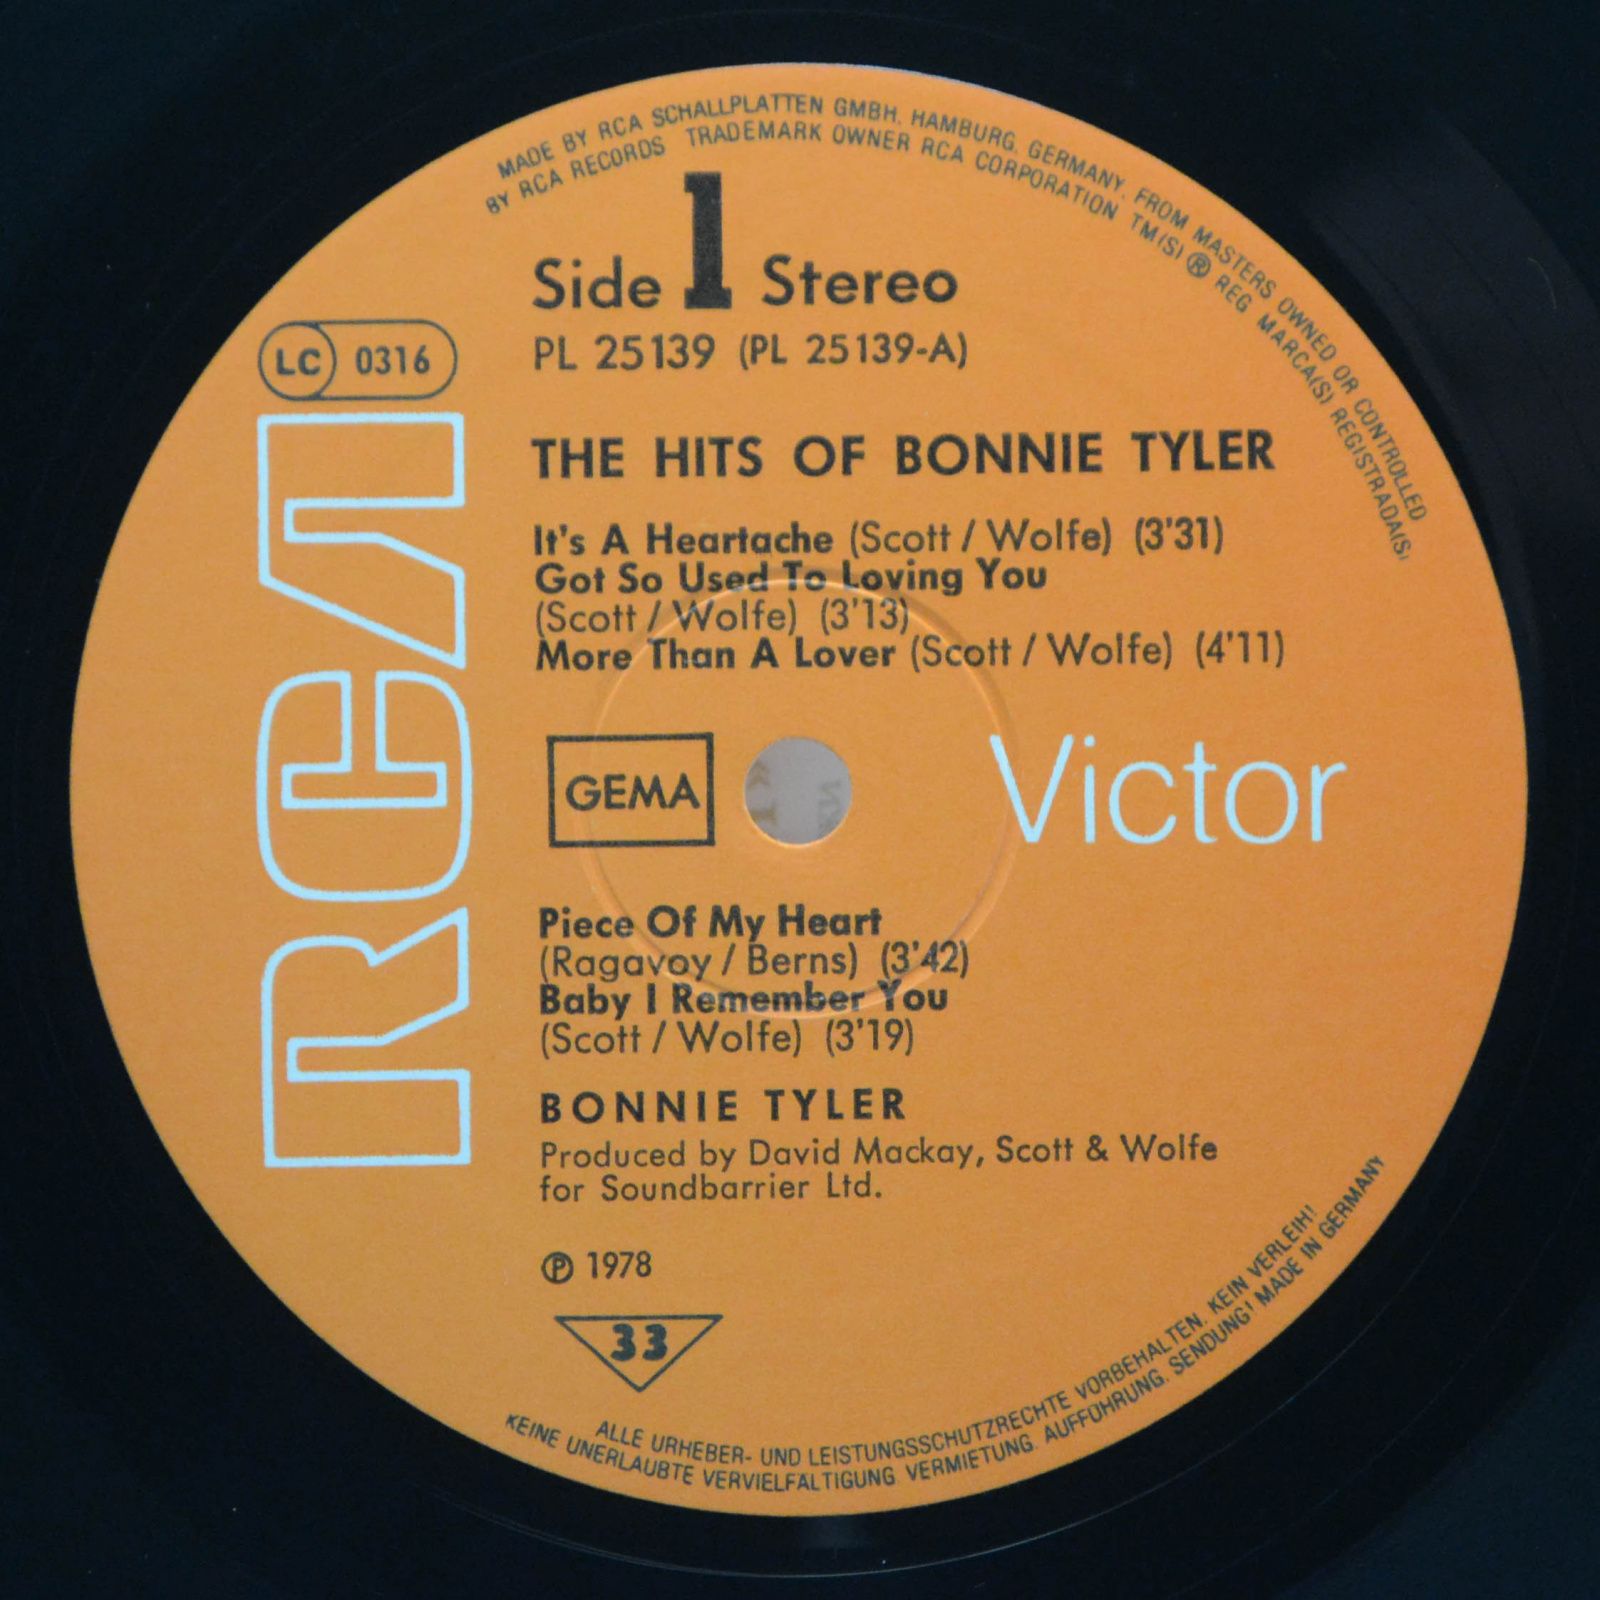 MADE BY RCA SCHALLPLATTEN GMBH, HAMBURG, GERMANY, FROM MASTERS OWNED OR CONTROLLED
BY RCA RECORDS TRADEMARK OWNER RCA CORPORATION TM(S) ® REG MARCA(S) REGISTRADA(S)
Side 1 Stereo
PL 25139 (PL 25139-A)
LC 0316
RCA
THE HITS OF BONNIE TYLER
It's A Heartache (Scott / Wolfe) (3'31)
Got So Used To Loving You
(Scott / Wolfe) (3'13)
More Than A Lover (Scott / Wolfe) (4'11)
GEMA
Victor
Piece Of My Heart
(Ragavoy / Berns) (3'42)
Baby I Remember You
(Scott / Wolfe) (3'19)
BONNIE TYLER
Produced by David Mackay, Scott & Wolfe
for Soundbarrier Ltd.
℗ 1978
33
ALLE URHEBER- UND LEISTUNGSSCHUTZRECHTE VORBEHALTEN. KEIN VERLEIH!
KEINE UNERLAUBTE VERVIELFÄLTIGUNG VERMIETUNG. AUFFÜHRUNG. SENDUNG! MADE IN GERMANY